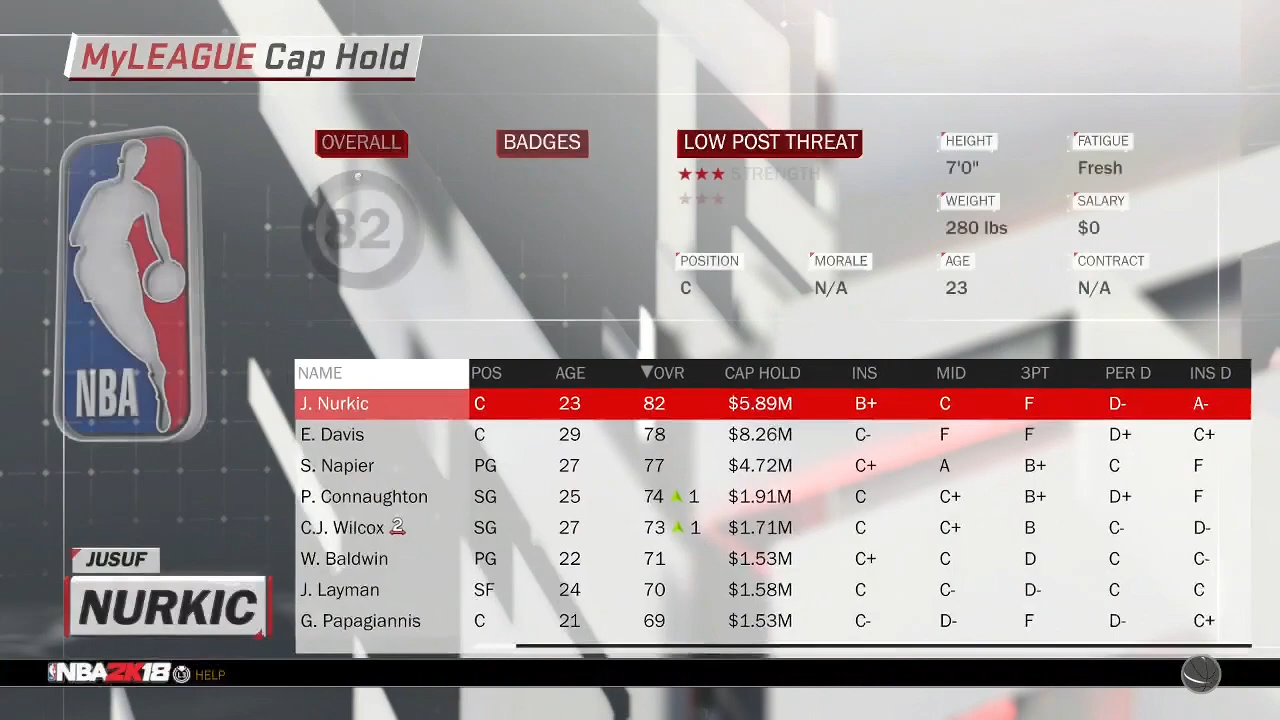 MyLEAGUE Cap Hold
OVERALL BADGES LOW POST THREAT HEIGHT FATIGUE
7'0" Fresh
STRENGTH
WEIGHT SALARY
82 280 lbs $0
POSITION MORALE AGE CONTRACT
C N/A 23 N/A
NBA
NAME POS AGE OVR CAP HOLD INS MID 3PT PER D INS D
J. Nurkic C 23 82 $5.89M B+ C F D- A-
E. Davis C 29 78 $8.26M C- F F D+ C+
S. Napier PG 27 77 $4.72M C+ A B+ C F
P. Connaughton SG 25 74 1 $1.91M C C+ B+ D+ F
C.J. Wilcox 2 SG 27 73 1 $1.71M C C+ B C- D-
W. Baldwin PG 22 71 $1.53M C+ C D C C-
J. Layman SF 24 70 $1.58M C C- D- C C
G. Papagiannis C 21 69 $1.53M C- D- F D- C+
JUSUF
NURKIC
NBA2K18 HELP